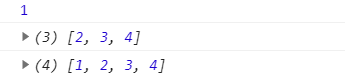 1
▶(3) [2, 3, 4]
▶(4) [1, 2, 3, 4]